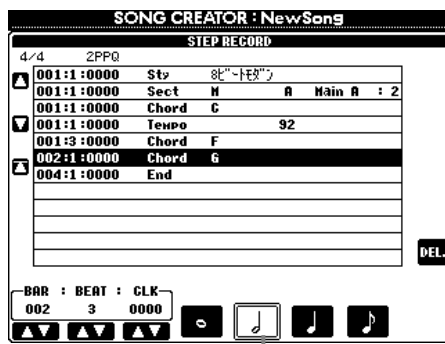 SONG CREATOR : NewSong
STEP RECORD
4/4 2PPQ
001:1:0000 Sty 8ビートモダン
001:1:0000 Sect M A Main A : 2
001:1:0000 Chord C
001:1:0000 Tempo 92
001:3:0000 Chord F
002:1:0000 Chord G
004:1:0000 End
DEL.
BAR : BEAT : CLK
002 3 0000